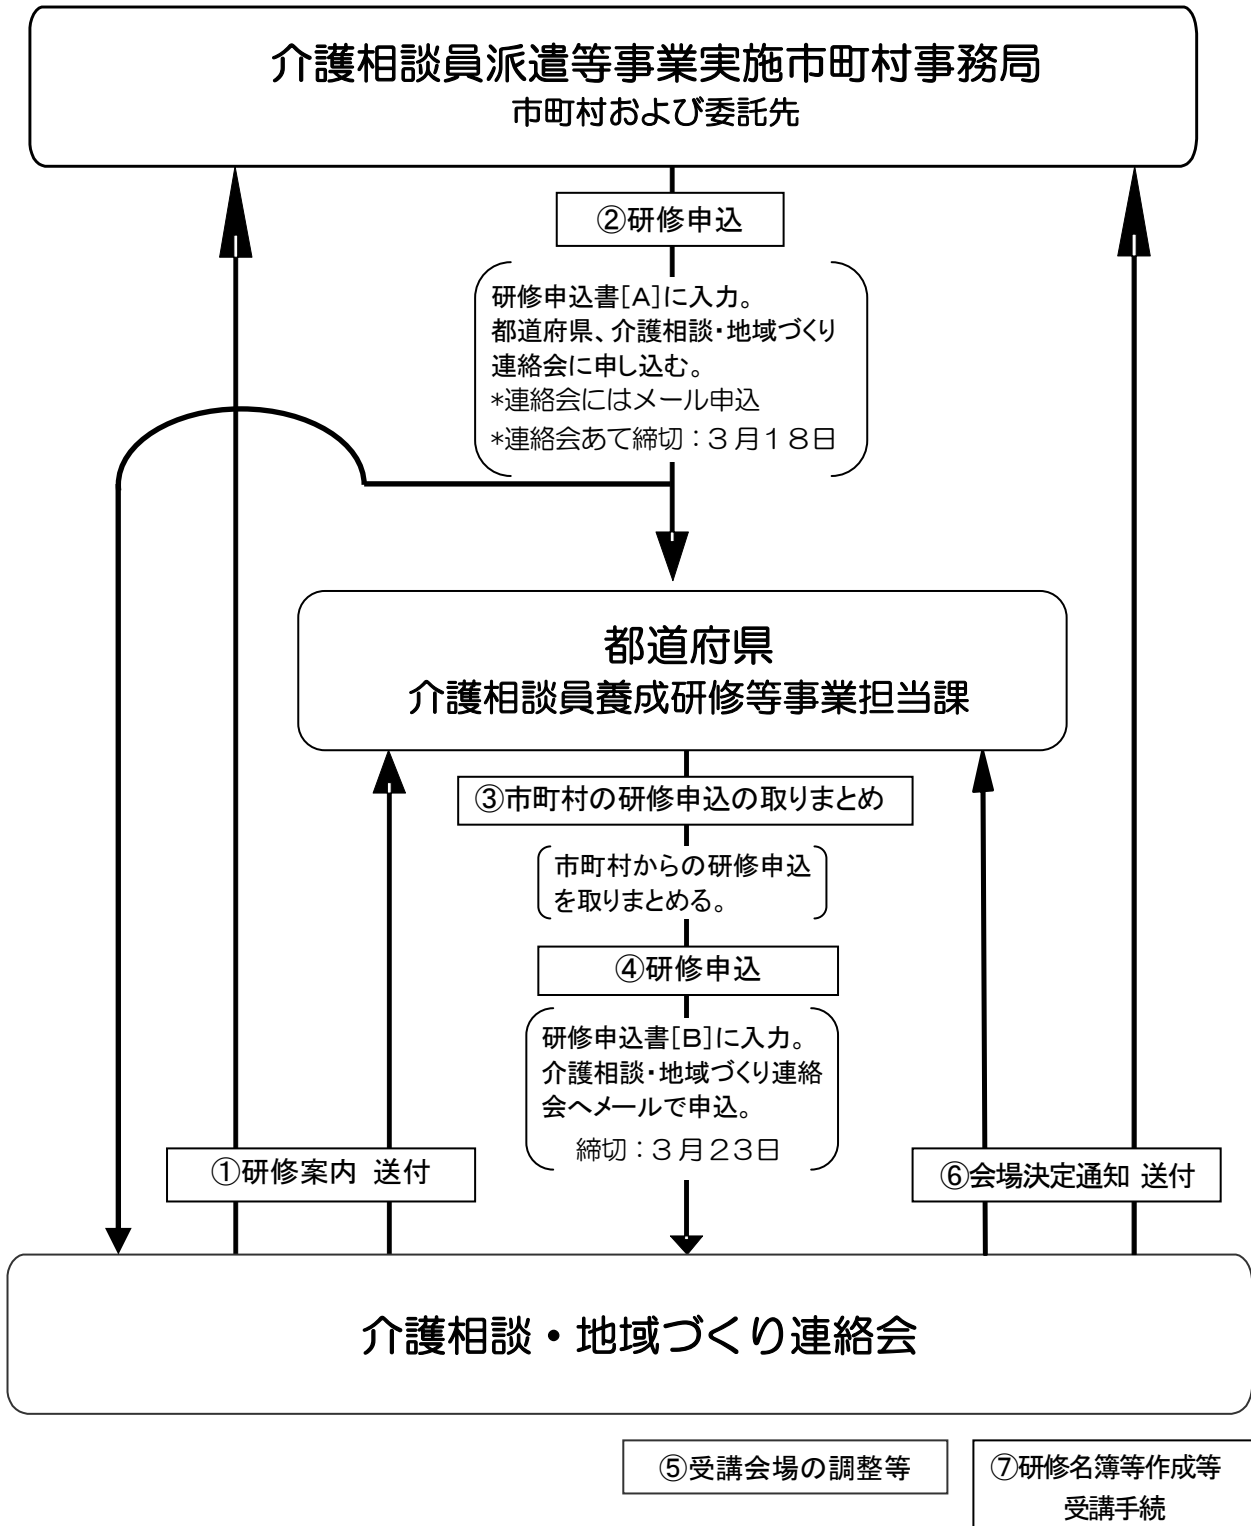 介護相談員派遣等事業実施市町村事務局
市町村および委託先
②研修申込
研修申込書[A]に入力。
都道府県、介護相談・地域づくり
連絡会に申し込む。
*連絡会にはメール申込
*連絡会あて締切：３月１８日
都道府県
介護相談員養成研修等事業担当課
③市町村の研修申込の取りまとめ
市町村からの研修申込
を取りまとめる。
④研修申込
研修申込書[B]に入力。
介護相談・地域づくり連絡
会へメールで申込。
締切：３月２３日
①研修案内 送付
⑥会場決定通知 送付
介護相談・地域づくり連絡会
⑤受講会場の調整等
⑦研修名簿等作成等
受講手続